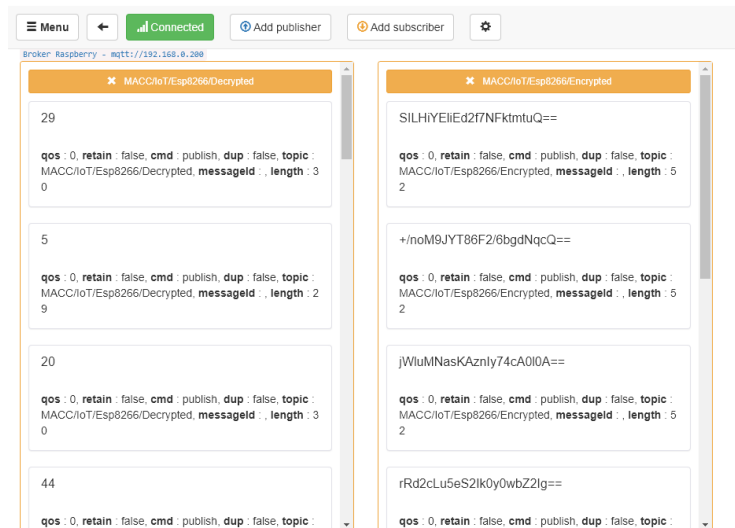 Menu
Connected
Add publisher
Add subscriber
Broker Raspberry - mqtt://192.168.0.200
MACC/IoT/Esp8266/Decrypted
29
qos : 0, retain : false, cmd : publish, dup : false, topic :
MACC/IoT/Esp8266/Decrypted, messageId : , length : 3
0
5
qos : 0, retain : false, cmd : publish, dup : false, topic :
MACC/IoT/Esp8266/Decrypted, messageId : , length : 2
9
20
qos : 0, retain : false, cmd : publish, dup : false, topic :
MACC/IoT/Esp8266/Decrypted, messageId : , length : 3
0
44
qos : 0, retain : false, cmd : publish, dup : false, topic :
MACC/IoT/Esp8266/Encrypted
SILHiYEliEd2f7NFktmtuQ==
qos : 0, retain : false, cmd : publish, dup : false, topic :
MACC/IoT/Esp8266/Encrypted, messageId : , length : 5
2
+/noM9JYT86F2/6bgdNqcQ==
qos : 0, retain : false, cmd : publish, dup : false, topic :
MACC/IoT/Esp8266/Encrypted, messageId : , length : 5
2
jWluMNasKAznly74cA0l0A==
qos : 0, retain : false, cmd : publish, dup : false, topic :
MACC/IoT/Esp8266/Encrypted, messageId : , length : 5
2
rRd2cLu5eS2Ik0y0wbZ2Ig==
qos : 0, retain : false, cmd : publish, dup : false, topic :